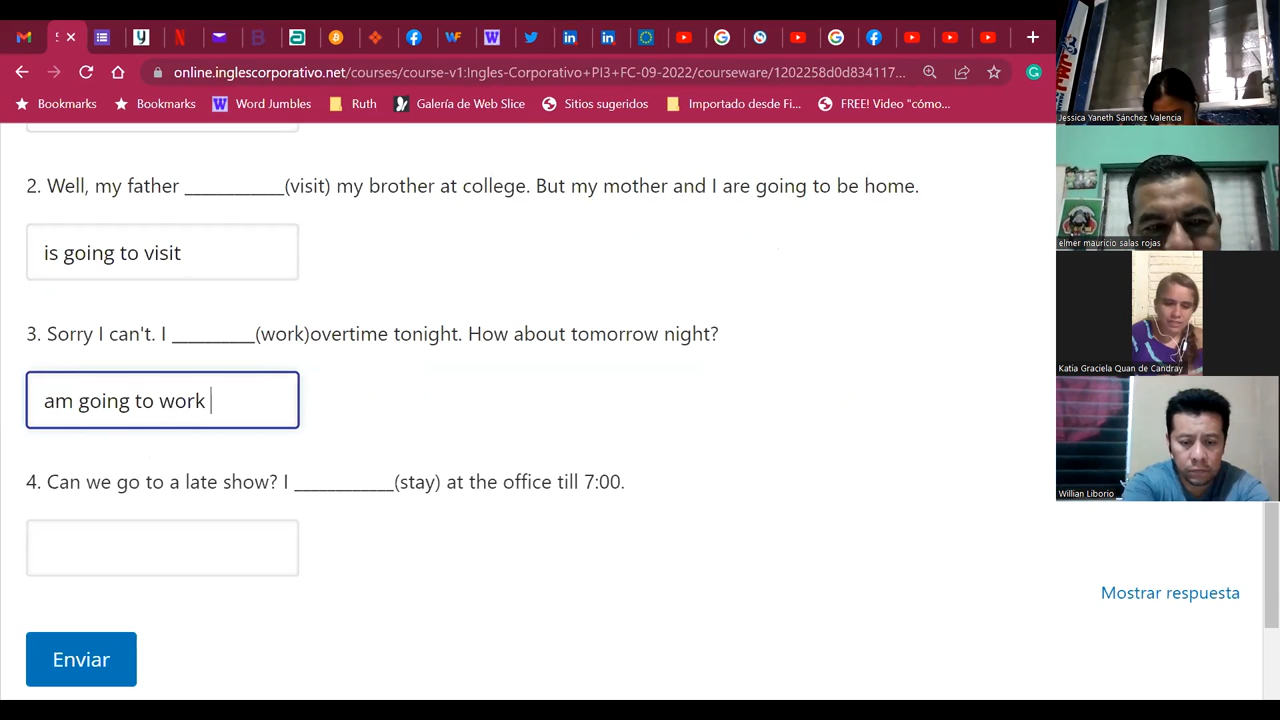 online.inglescorporativo.net/courses/course-v1:Ingles-Corporativo+PI3+FC-09-2022/courseware/1202258d0d834117...
Bookmarks
Bookmarks
Word Jumbles
Ruth
Galería de Web Slice
Sitios sugeridos
Importado desde Fi...
FREE! Video "cómo...
2. Well, my father ____________(visit) my brother at college. But my mother and I are going to be home.
is going to visit
3. Sorry I can't. I __________(work)overtime tonight. How about tomorrow night?
am going to work
4. Can we go to a late show? I ____________(stay) at the office till 7:00.
Mostrar respuesta
Enviar
Jessica Yaneth Sánchez Valencia
elmer mauricio salas rojas
Katia Graciela Quan de Candray
Willian Liborio